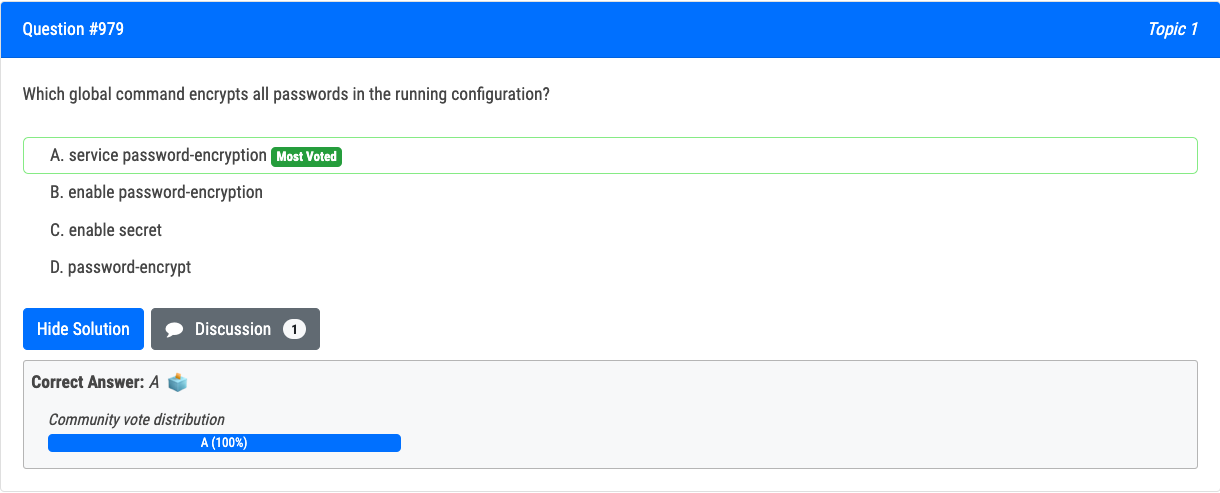 Question #979 Topic 1
Which global command encrypts all passwords in the running configuration?
A. service password-encryption Most Voted
B. enable password-encryption
C. enable secret
D. password-encrypt
Hide Solution Discussion 1
Correct Answer: A
Community vote distribution
A (100%)